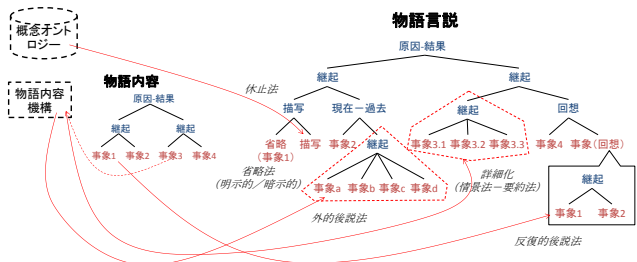 概念オント
ロジー
物語言説
原因-結果
物語内容
機構
物語内容
原因-結果
継起
継起
事象1 事象2 事象3 事象4
継起
継起
休止法
描写
現在－過去
継起
回想
省略
(事象1)
描写
事象2
継起
事象3.1 事象3.2 事象3.3
事象4
事象(回想)
省略法
(明示的／暗示的)
事象a 事象b 事象c 事象d
詳細化
(情景法－要約法)
外的後説法
継起
事象1
事象2
反復的後説法